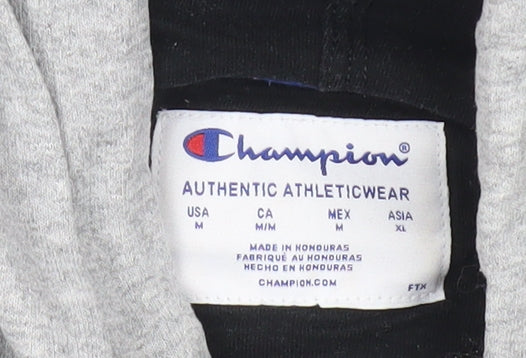 Champion®
AUTHENTIC ATHLETICWEAR
USA CA MEX ASIA
M M/M M XL
MADE IN HONDURAS
FABRIQUÉ AU HONDURAS
HECHO EN HONDURAS
CHAMPION.COM
FTX